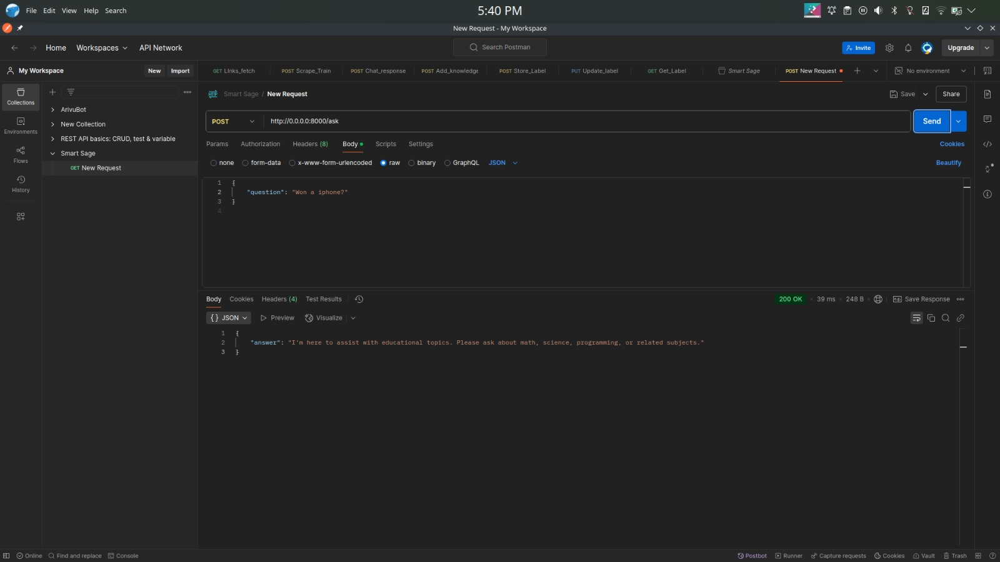 File Edit View Help Search
5:40 PM
New Request - My Workspace
Home Workspaces API Network
Search Postman
Invite
Upgrade
My Workspace
New Import
GET LInks_fetch
POST Scrape_Train
POST Chat_response
POST Add_knowledge
POST Store_Label
PUT Update_label
GET Get_Label
Smart Sage
POST New Request
No environment
Collections
Environments
Flows
History
ArivuBot
New Collection
REST API basics: CRUD, test & variable
Smart Sage
GET New Request
HTTP Smart Sage / New Request
Save Share
POST http://0.0.0.0:8000/ask
Send
Params Authorization Headers (8) Body Scripts Settings
Cookies
none form-data x-www-form-urlencoded raw binary GraphQL JSON
Beautify
1 {
2 "question": "Won a iphone?"
3 }
4
Body Cookies Headers (4) Test Results
200 OK • 39 ms • 248 B
Save Response
{} JSON Preview Visualize
1 {
2 "answer": "I'm here to assist with educational topics. Please ask about math, science, programming, or related subjects."
3 }
Online Find and replace Console
Postbot Runner Capture requests Cookies Vault Trash